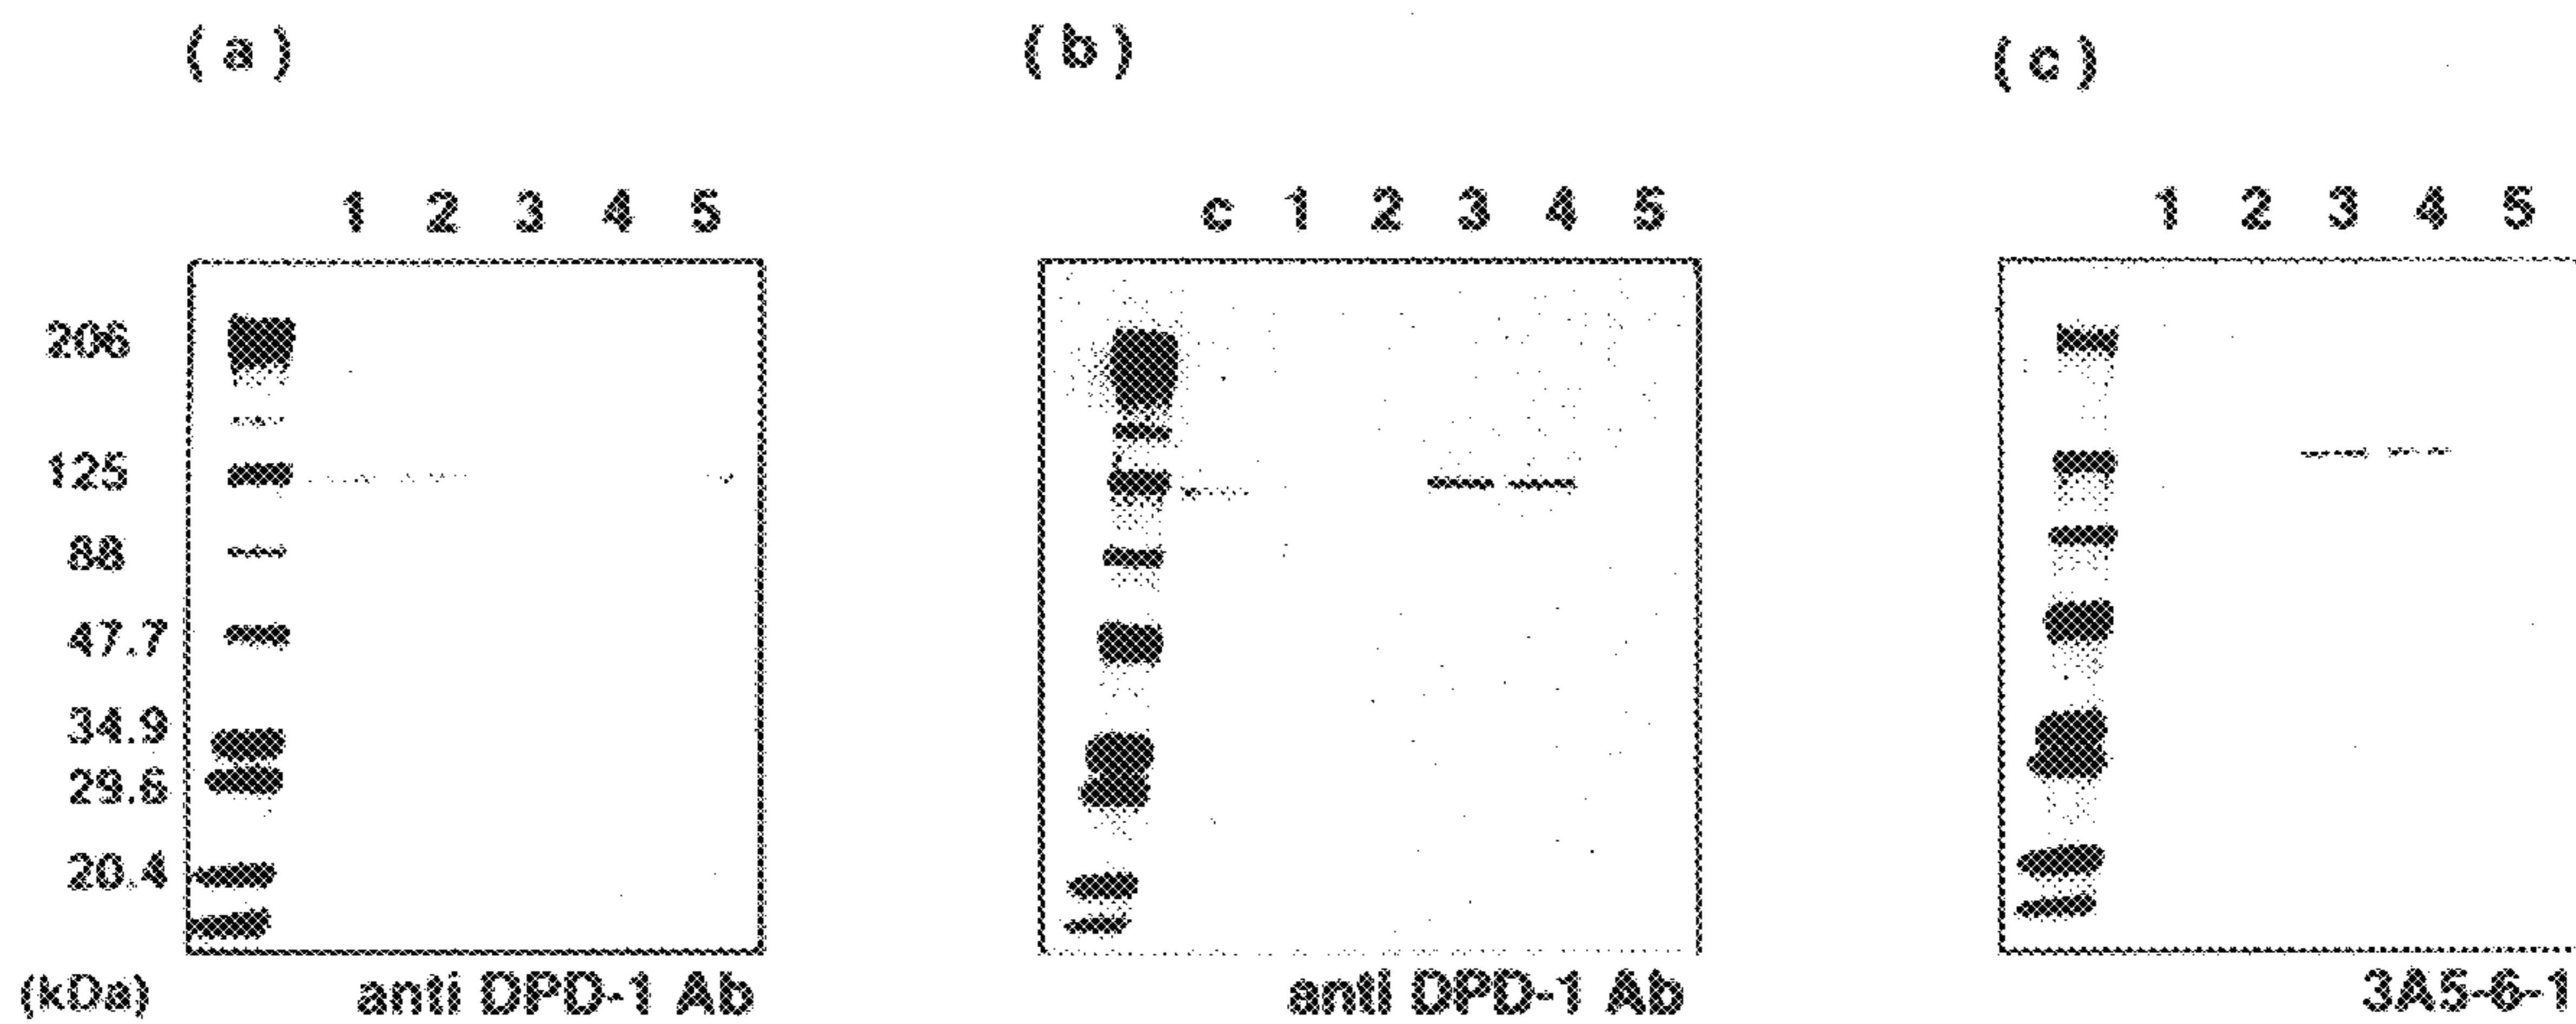 (a) (b) (c)
1 2 3 4 5 c 1 2 3 4 5 1 2 3 4 5
206
125
88
47.7
34.9
29.6
20.4
(kDa) anti DPD-1 Ab anti DPD-1 Ab 3A5-6-1